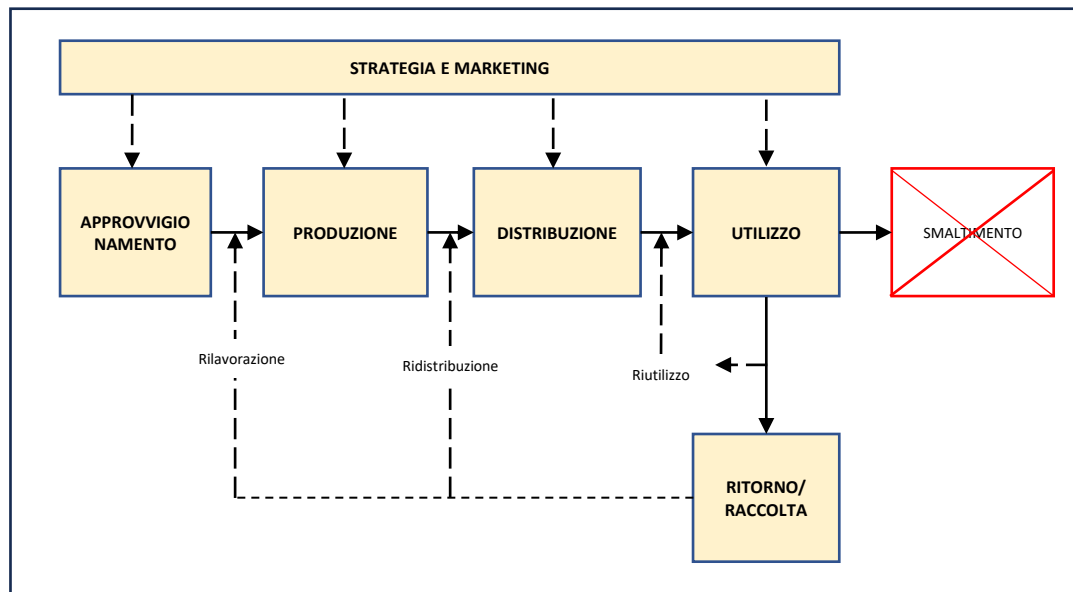 STRATEGIA E MARKETING
APPROVVIGIO
NAMENTO
PRODUZIONE
DISTRIBUZIONE
UTILIZZO
SMALTIMENTO
Rilavorazione
Ridistribuzione
Riutilizzo
RITORNO/
RACCOLTA